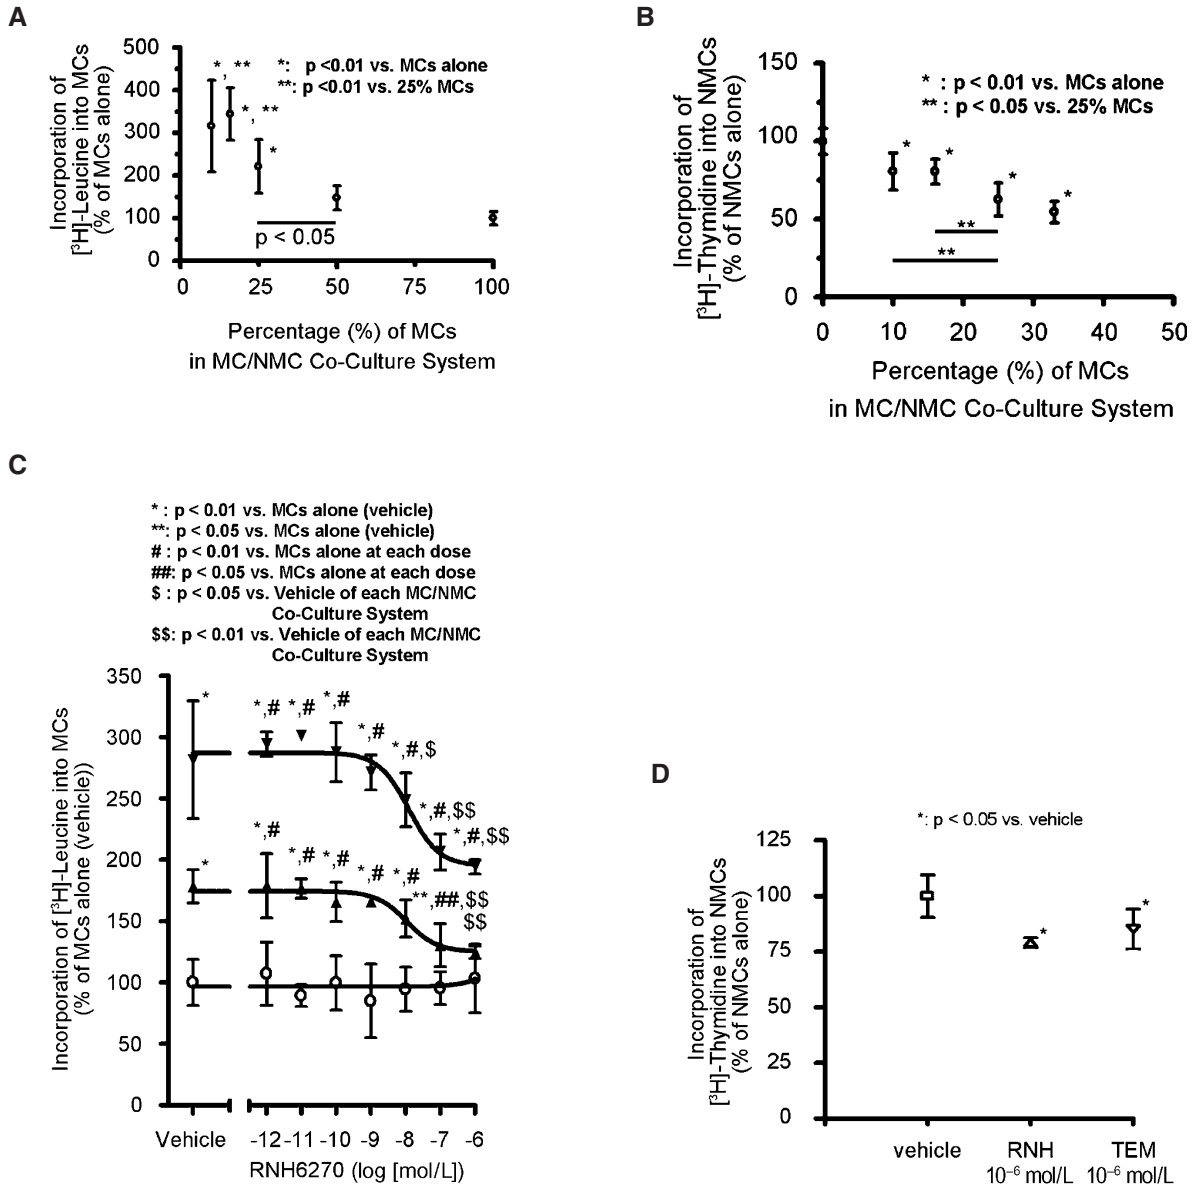 A
Incorporation of
[³H]-Leucine into MCs
(% of MCs alone)
500
400
300
200
100
0
*, **
*, **
*
*: p <0.01 vs. MCs alone
**: p <0.01 vs. 25% MCs
p < 0.05
0 25 50 75 100
Percentage (%) of MCs
in MC/NMC Co-Culture System
B
Incorporation of
[³H]-Thymidine into NMCs
(% of NMCs alone)
150
100
50
0
* : p < 0.01 vs. MCs alone
** : p < 0.05 vs. 25% MCs
*
*
*
*
**
**
0 10 20 30 40 50
Percentage (%) of MCs
in MC/NMC Co-Culture System
C
* : p < 0.01 vs. MCs alone (vehicle)
**: p < 0.05 vs. MCs alone (vehicle)
# : p < 0.01 vs. MCs alone at each dose
##: p < 0.05 vs. MCs alone at each dose
$ : p < 0.05 vs. Vehicle of each MC/NMC
Co-Culture System
$$: p < 0.01 vs. Vehicle of each MC/NMC
Co-Culture System
Incorporation of [³H]-Leucine into MCs
(% of MCs alone (vehicle))
350
300
250
200
150
100
50
0
*
*,#
*,#
*,#
*,#
*,#,$
*,#,$$
*,#,$$
*
*,#
*,#
*,#
*,#
*,#
**,##,$$
$$
Vehicle -12 -11 -10 -9 -8 -7 -6
RNH6270 (log [mol/L])
D
*: p < 0.05 vs. vehicle
Incorporation of
[³H]-Thymidine into NMCs
(% of NMCs alone)
125
100
75
50
25
0
*
*
vehicle RNH TEM
10⁻⁶ mol/L 10⁻⁶ mol/L